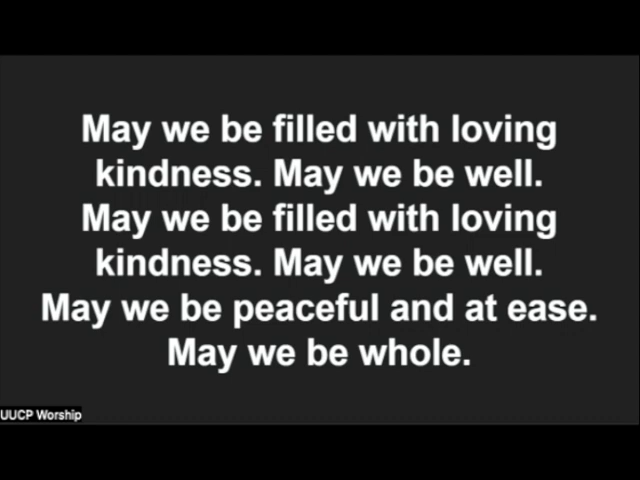 May we be filled with loving
kindness. May we be well.
May we be filled with loving
kindness. May we be well.
May we be peaceful and at ease.
May we be whole.
UUCP Worship